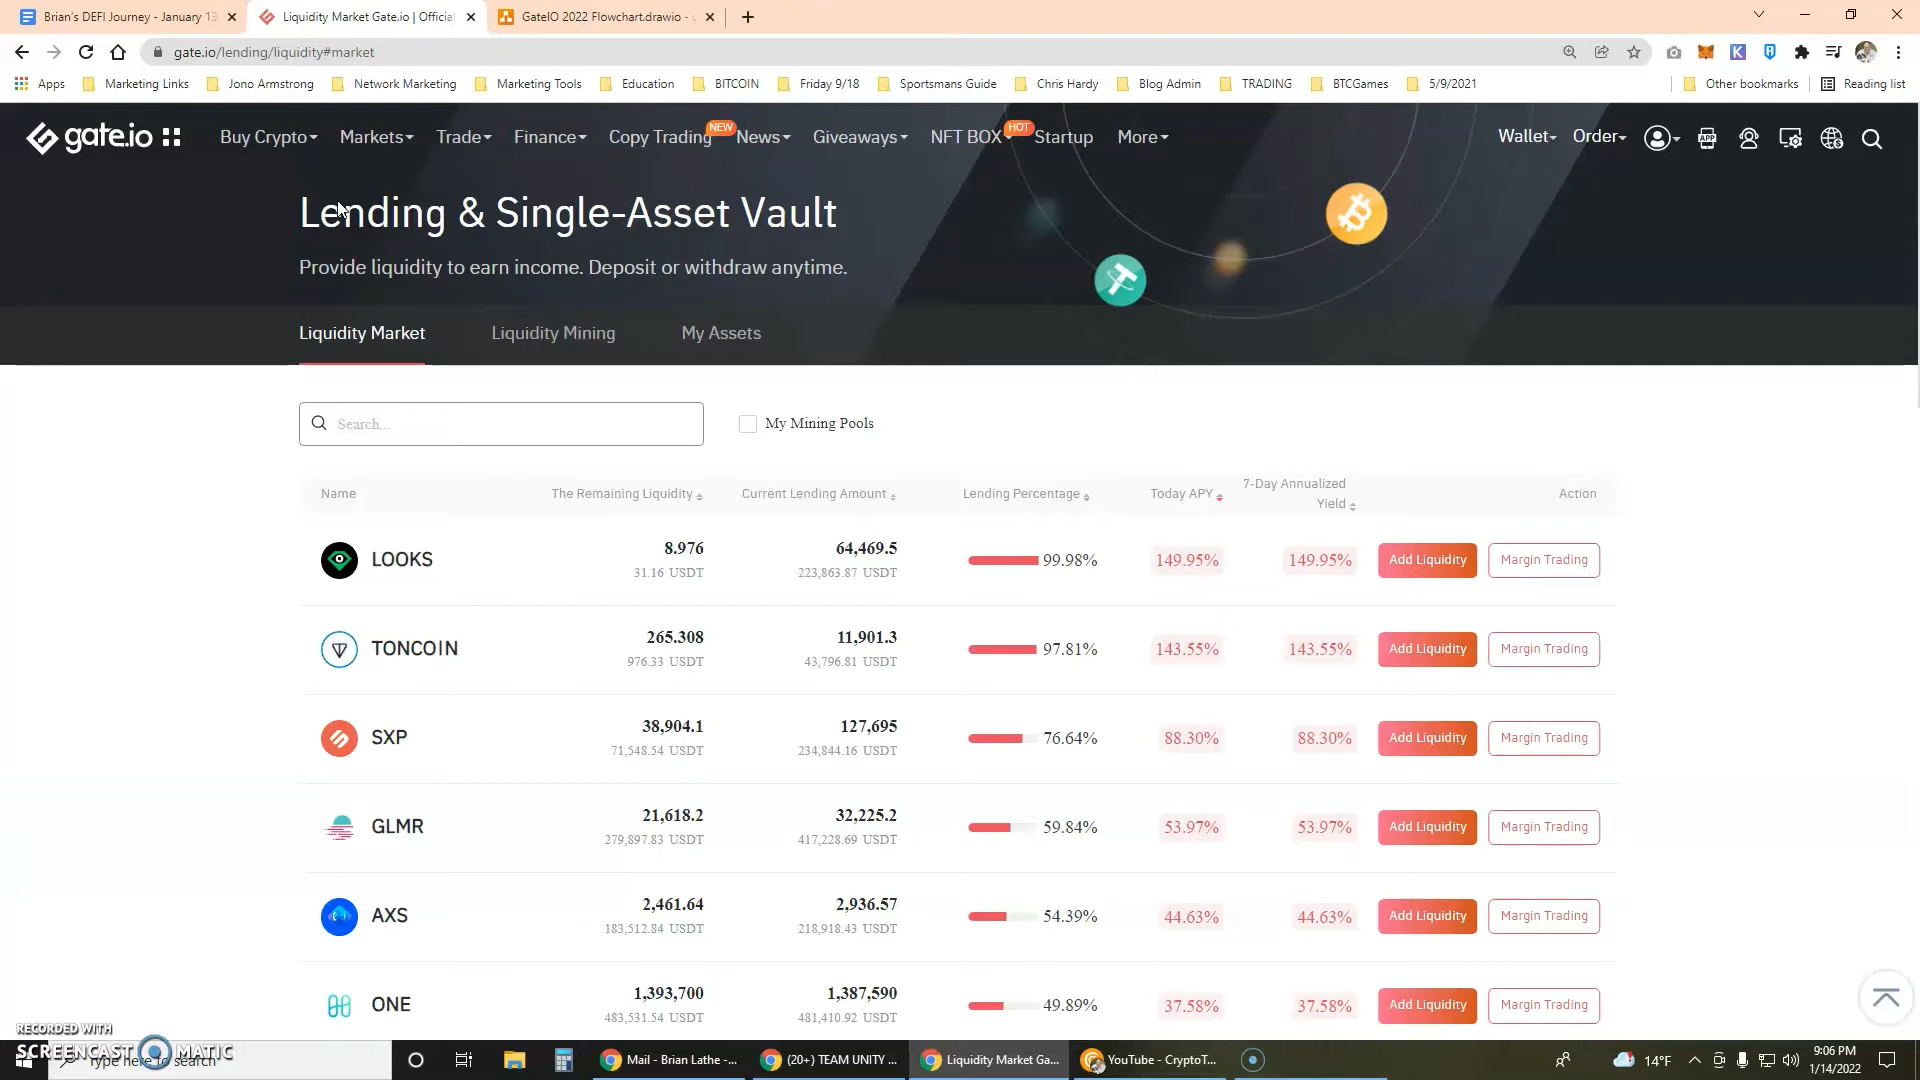 Brian's DEFI Journey - January 13
Liquidity Market Gate.io | Official
GateIO 2022 Flowchart.drawio -
gate.io/lending/liquidity#market
Apps
Marketing Links
Jono Armstrong
Network Marketing
Marketing Tools
Education
BITCOIN
Friday 9/18
Sportsmans Guide
Chris Hardy
Blog Admin
TRADING
BTCGames
5/9/2021
Other bookmarks
Reading list
gate.io
Buy Crypto
Markets
Trade
Finance
Copy Trading
NEW
News
Giveaways
NFT BOX
HOT
Startup
More
Wallet
Order
Lending & Single-Asset Vault
Provide liquidity to earn income. Deposit or withdraw anytime.
Liquidity Market
Liquidity Mining
My Assets
Search...
My Mining Pools
Name
The Remaining Liquidity
Current Lending Amount
Lending Percentage
Today APY
7-Day Annualized
Yield
Action
LOOKS
8.976
31.16 USDT
64,469.5
223,863.87 USDT
99.98%
149.95%
149.95%
Add Liquidity
Margin Trading
TONCOIN
265.308
976.33 USDT
11,901.3
43,796.81 USDT
97.81%
143.55%
143.55%
Add Liquidity
Margin Trading
SXP
38,904.1
71,548.54 USDT
127,695
234,844.16 USDT
76.64%
88.30%
88.30%
Add Liquidity
Margin Trading
GLMR
21,618.2
279,897.83 USDT
32,225.2
417,228.69 USDT
59.84%
53.97%
53.97%
Add Liquidity
Margin Trading
AXS
2,461.64
183,512.84 USDT
2,936.57
218,918.43 USDT
54.39%
44.63%
44.63%
Add Liquidity
Margin Trading
ONE
1,393,700
483,531.54 USDT
1,387,590
481,410.92 USDT
49.89%
37.58%
37.58%
Add Liquidity
Margin Trading
RECORDED WITH
SCREENCAST MATIC
Type here to search
Mail - Brian Lathe -...
(20+) TEAM UNITY ...
Liquidity Market Ga...
YouTube - CryptoT...
14°F
9:06 PM
1/14/2022